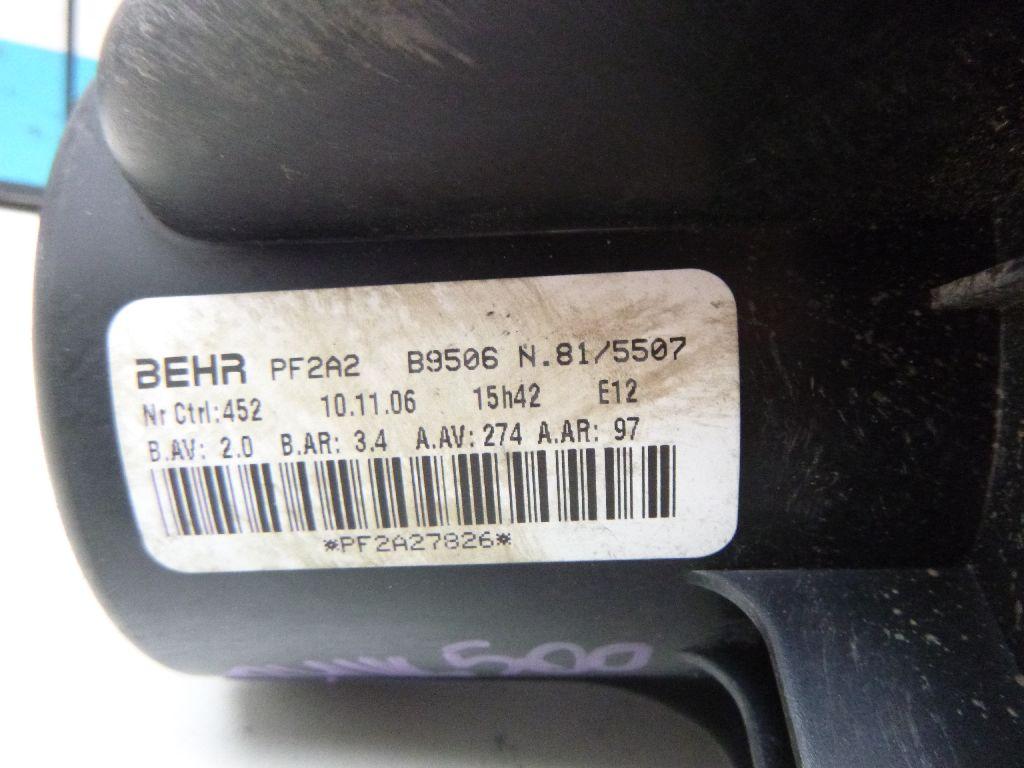 BEHR PF2A2 B9506 N.81/5507
Nr Ctrl:452 10.11.06 15h42 E12
B.AV: 2.0 B.AR: 3.4 A.AV: 274 A.AR: 97
*PF2A27826*
500